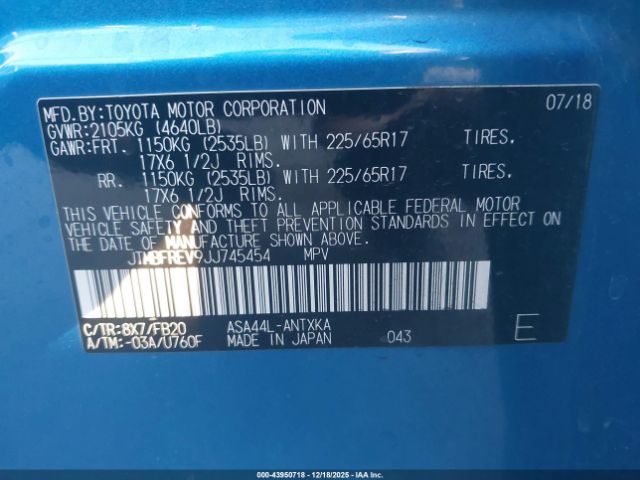 MFD.BY:TOYOTA MOTOR CORPORATION 07/18
GVWR:2105KG (4640LB)
GAWR:FRT. 1150KG (2535LB) WITH 225/65R17 TIRES.
17X6 1/2J RIMS.
RR. 1150KG (2535LB) WITH 225/65R17 TIRES.
17X6 1/2J RIMS.
THIS VEHICLE CONFORMS TO ALL APPLICABLE FEDERAL MOTOR
VEHICLE SAFETY AND THEFT PREVENTION STANDARDS IN EFFECT ON
THE DATE OF MANUFACTURE SHOWN ABOVE.
JTMBFREV9JJ745454 MPV
C/TR:8X7/FB20 ASA44L-ANTXKA
A/TM:-03A/U760F MADE IN JAPAN 043 E
000-43950718 - 12/18/2025 - COPART